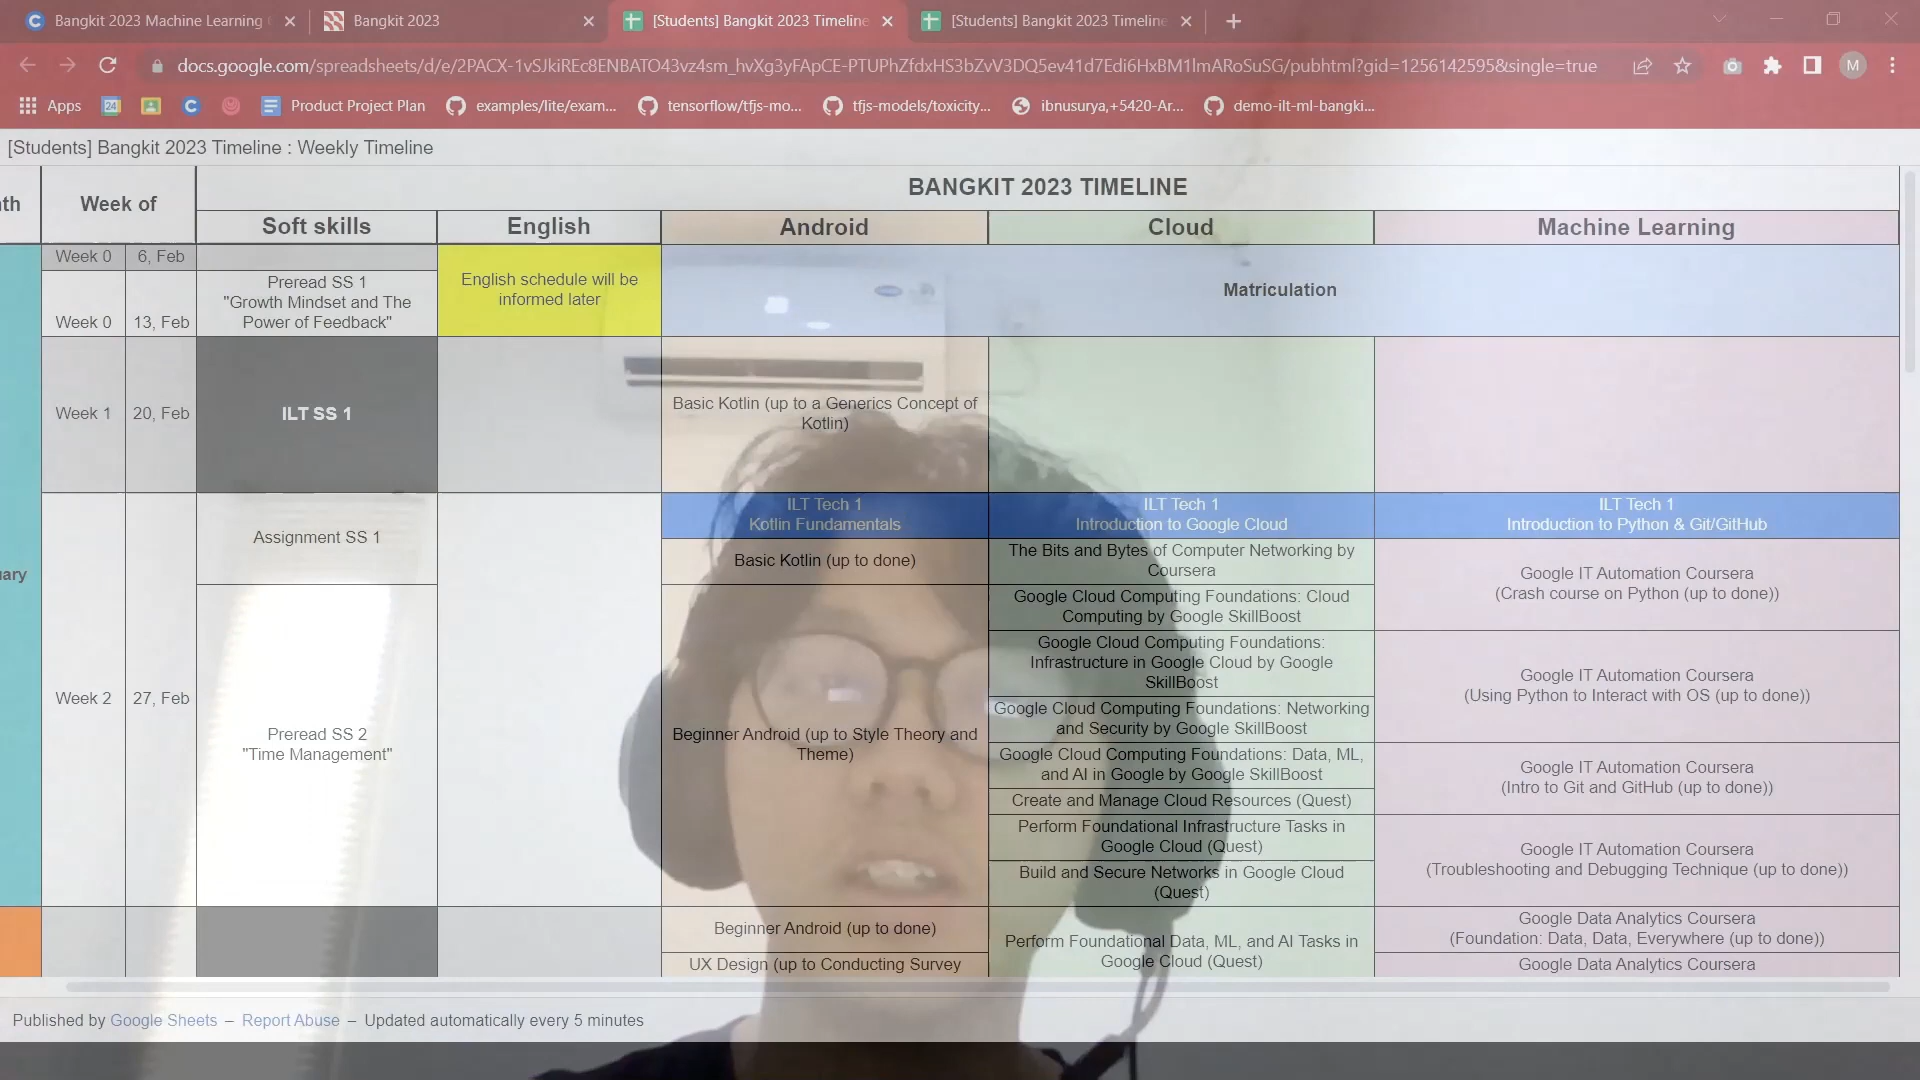 Bangkit 2023 Machine Learning
Bangkit 2023
[Students] Bangkit 2023 Timeline
[Students] Bangkit 2023 Timeline
docs.google.com/spreadsheets/d/e/2PACX-1vSJkiREc8ENBATO43vz4sm_hvXg3yFApCE-PTUPhZfdxHS3bZvV3DQ5ev41d7Edi6HxBM1lmARoSuSG/pubhtml?gid=1256142595&single=true
M
Apps
Product Project Plan
examples/lite/exam...
tensorflow/tfjs-mo...
tfjs-models/toxicity...
ibnusurya,+5420-Ar...
demo-ilt-ml-bangki...
[Students] Bangkit 2023 Timeline : Weekly Timeline
nth
Week of
BANGKIT 2023 TIMELINE
Soft skills
English
Android
Cloud
Machine Learning
Week 0
6, Feb
English schedule will be
informed later
Matriculation
Week 0
13, Feb
Preread SS 1
"Growth Mindset and The
Power of Feedback"
Week 1
20, Feb
ILT SS 1
Basic Kotlin (up to a Generics Concept of
Kotlin)
uary
Week 2
27, Feb
Assignment SS 1
Preread SS 2
"Time Management"
ILT Tech 1
Kotlin Fundamentals
Basic Kotlin (up to done)
Beginner Android (up to Style Theory and
Theme)
ILT Tech 1
Introduction to Google Cloud
The Bits and Bytes of Computer Networking by
Coursera
Google Cloud Computing Foundations: Cloud
Computing by Google SkillBoost
Google Cloud Computing Foundations:
Infrastructure in Google Cloud by Google
SkillBoost
Google Cloud Computing Foundations: Networking
and Security by Google SkillBoost
Google Cloud Computing Foundations: Data, ML,
and AI in Google by Google SkillBoost
Create and Manage Cloud Resources (Quest)
Perform Foundational Infrastructure Tasks in
Google Cloud (Quest)
Build and Secure Networks in Google Cloud
(Quest)
ILT Tech 1
Introduction to Python & Git/GitHub
Google IT Automation Coursera
(Crash course on Python (up to done))
Google IT Automation Coursera
(Using Python to Interact with OS (up to done))
Google IT Automation Coursera
(Intro to Git and GitHub (up to done))
Google IT Automation Coursera
(Troubleshooting and Debugging Technique (up to done))
Beginner Android (up to done)
UX Design (up to Conducting Survey
Perform Foundational Data, ML, and AI Tasks in
Google Cloud (Quest)
Google Data Analytics Coursera
(Foundation: Data, Data, Everywhere (up to done))
Google Data Analytics Coursera
Published by Google Sheets – Report Abuse – Updated automatically every 5 minutes